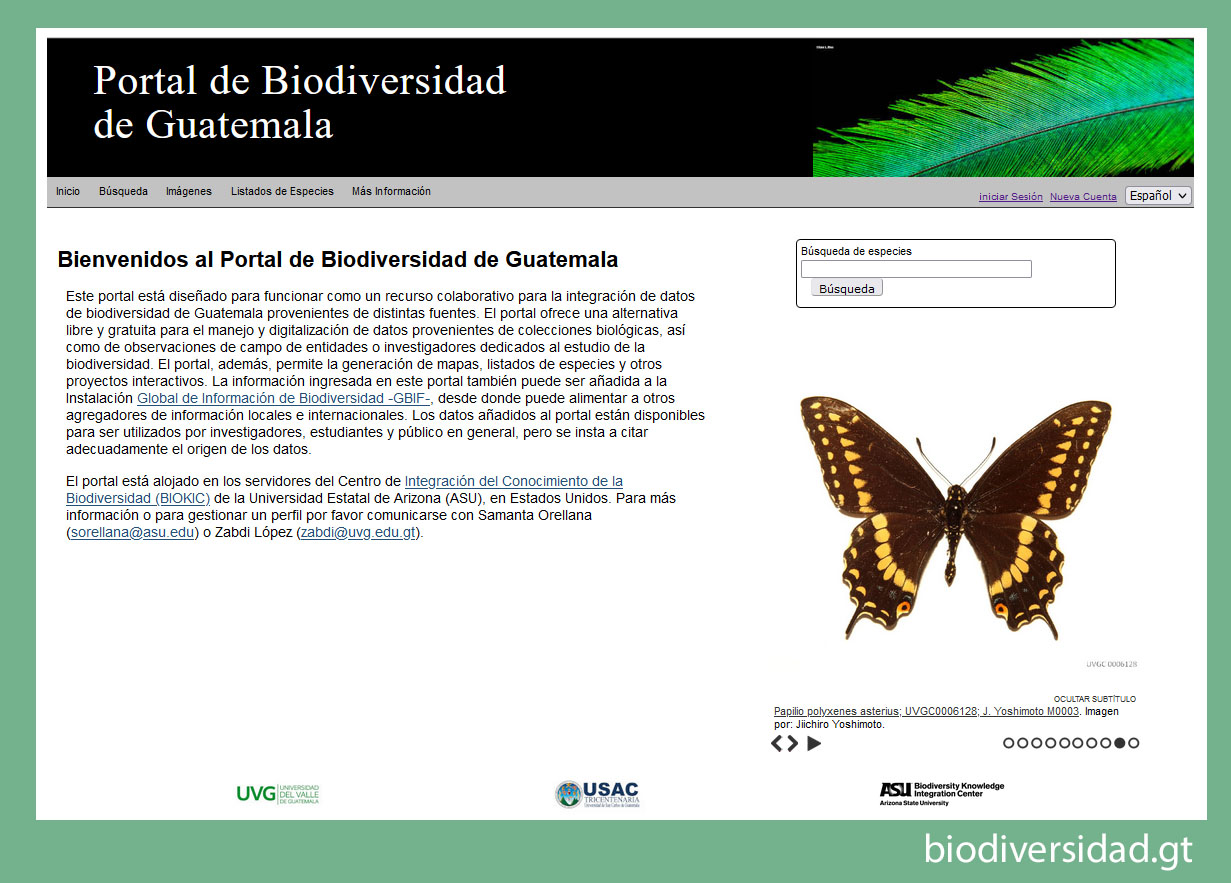 Portal de Biodiversidad
de Guatemala
Inicio Búsqueda Imágenes Listados de Especies Más Información
Iniciar Sesión Nueva Cuenta Español
Bienvenidos al Portal de Biodiversidad de Guatemala
Este portal está diseñado para funcionar como un recurso colaborativo para la integración de datos
de biodiversidad de Guatemala provenientes de distintas fuentes. El portal ofrece una alternativa
libre y gratuita para el manejo y digitalización de datos provenientes de colecciones biológicas, así
como de observaciones de campo de entidades o investigadores dedicados al estudio de la
biodiversidad. El portal, además, permite la generación de mapas, listados de especies y otros
proyectos interactivos. La información ingresada en este portal también puede ser añadida a la
Instalación Global de Información de Biodiversidad -GBIF-, desde donde puede alimentar a otros
agregadores de información locales e internacionales. Los datos añadidos al portal están disponibles
para ser utilizados por investigadores, estudiantes y público en general, pero se insta a citar
adecuadamente el origen de los datos.
El portal está alojado en los servidores del Centro de Integración del Conocimiento de la
Biodiversidad (BIOKIC) de la Universidad Estatal de Arizona (ASU), en Estados Unidos. Para más
información o para gestionar un perfil por favor comunicarse con Samanta Orellana
(sorellana@asu.edu) o Zabdi López (zabdi@uvg.edu.gt).
Búsqueda de especies
Búsqueda
UVGC 0006128
OCULTAR SUBTÍTULO
Papilio polyxenes asterius; UVGC0006128; J. Yoshimoto M0003. Imagen
por: Jiichiro Yoshimoto.
UVG UNIVERSIDAD
DEL VALLE
DE GUATEMALA
USAC
TRICENTENARIA
Universidad de San Carlos de Guatemala
ASU Biodiversity Knowledge
Integration Center
Arizona State University
biodiversidad.gt